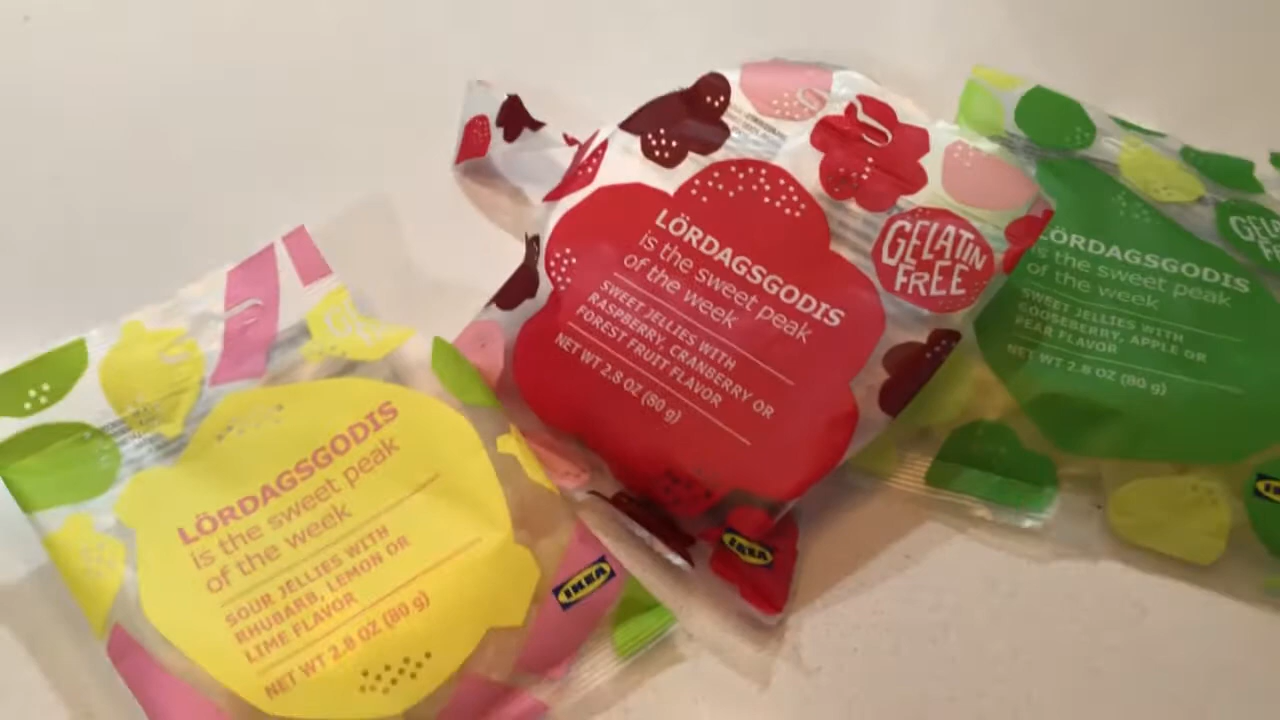 LÖRDAGSGODIS
is the sweet peak
of the week
SOUR JELLIES WITH
RHUBARB, LEMON OR
LIME FLAVOR
NET WT 2.8 OZ (80 g)
IKEA
LÖRDAGSGODIS
is the sweet peak
of the week
SWEET JELLIES WITH
RASPBERRY, CRANBERRY OR
FOREST FRUIT FLAVOR
NET WT 2.8 OZ (80 g)
GELATIN
FREE
IKEA
LÖRDAGSGODIS
is the sweet peak
of the week
SWEET JELLIES WITH
GOOSEBERRY, APPLE OR
PEAR FLAVOR
NET WT 2.8 OZ (80 g)